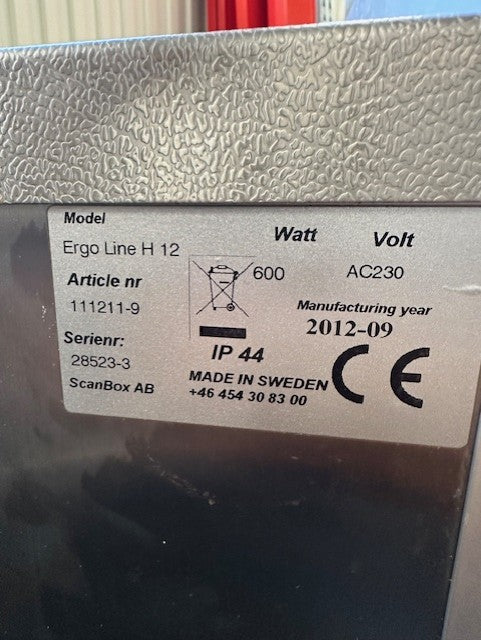 Model
Ergo Line H 12
Watt Volt
600 AC230
Article nr
111211-9
Manufacturing year
2012-09
Serienr:
28523-3
IP 44
ScanBox AB
MADE IN SWEDEN
+46 454 30 83 00
CE